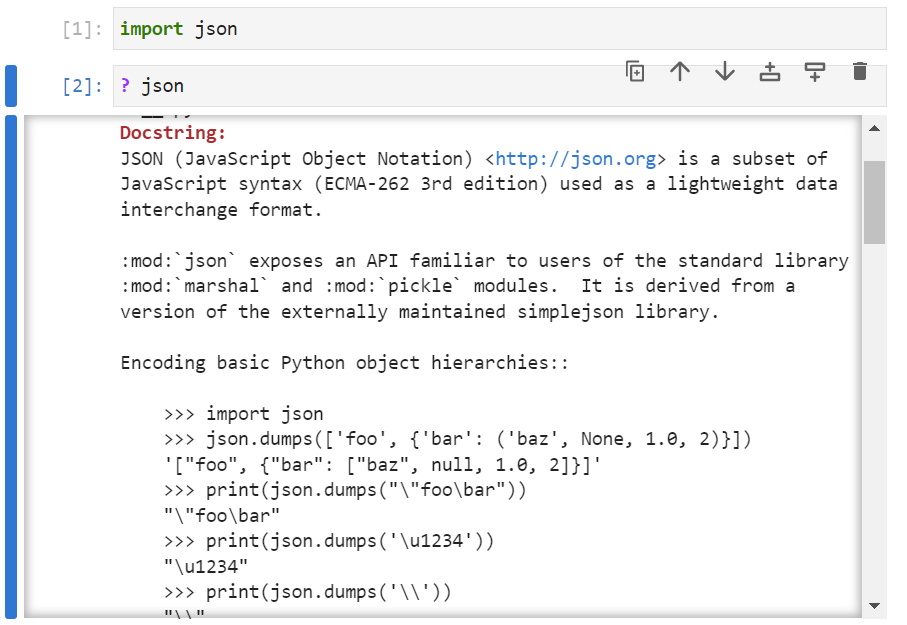 [1]: import json
[2]: ? json
Docstring:
JSON (JavaScript Object Notation) <http://json.org> is a subset of
JavaScript syntax (ECMA-262 3rd edition) used as a lightweight data
interchange format.
:mod:`json` exposes an API familiar to users of the standard library
:mod:`marshal` and :mod:`pickle` modules.  It is derived from a
version of the externally maintained simplejson library.
Encoding basic Python object hierarchies::
>>> import json
>>> json.dumps(['foo', {'bar': ('baz', None, 1.0, 2)}])
'["foo", {"bar": ["baz", null, 1.0, 2]}]'
>>> print(json.dumps("\"foo\bar"))
"\"foo\bar"
>>> print(json.dumps('\u1234'))
"\u1234"
>>> print(json.dumps('\\'))
"\\"